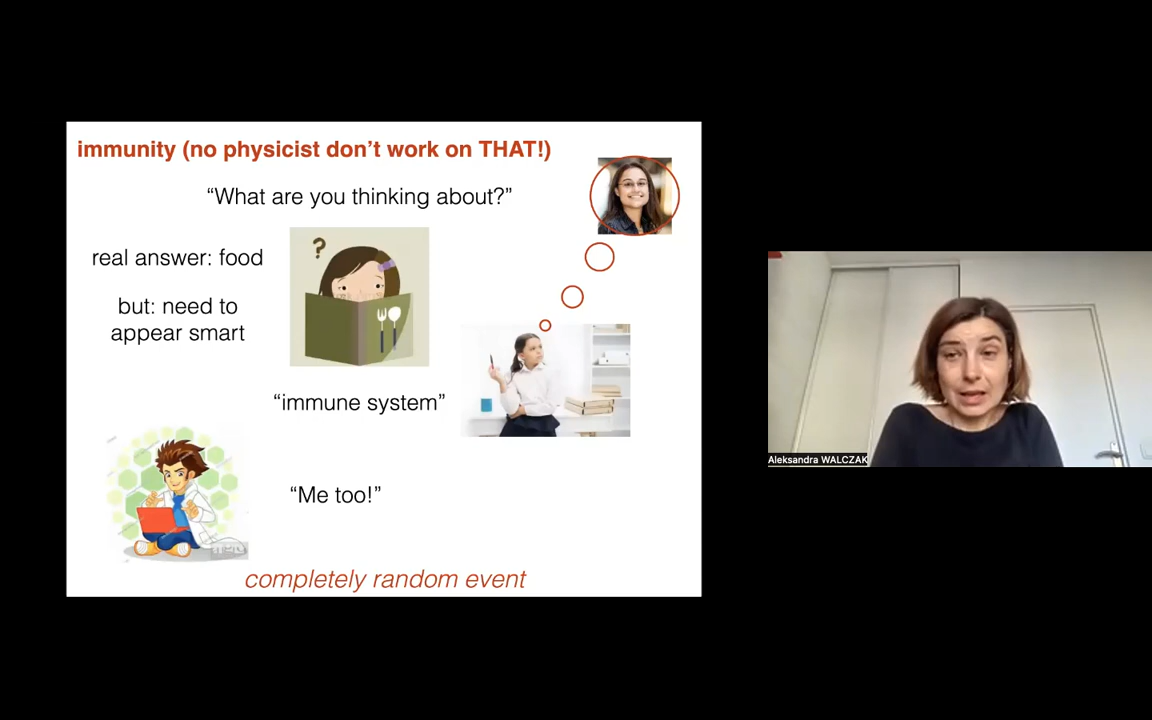 immunity (no physicist don't work on THAT!)
“What are you thinking about?”
real answer: food
?
but: need to
appear smart
“immune system”
“Me too!”
completely random event
Aleksandra WALCZAK